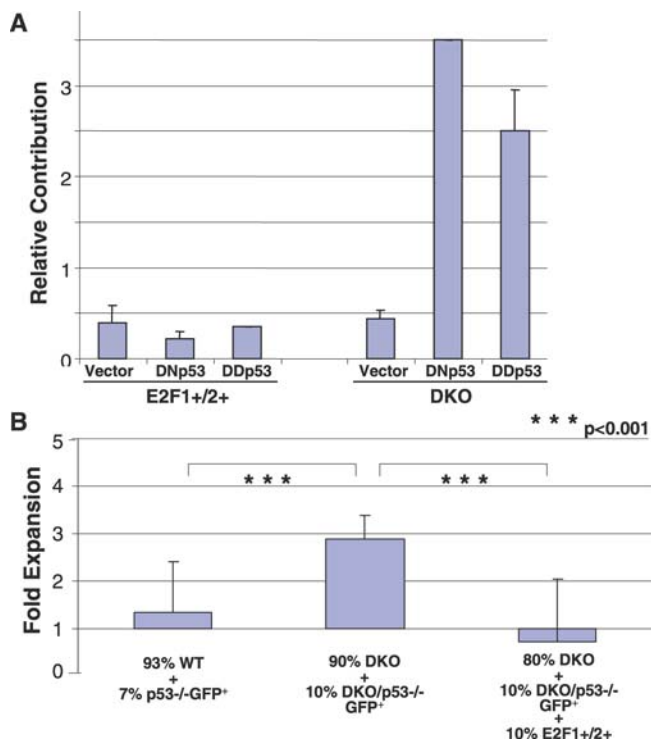 A
Relative Contribution
3
2
1
0
Vector DNp53 DDp53 Vector DNp53 DDp53
E2F1+/2+ DKO
B
* * * p<0.001
Fold Expansion
5
4
3
2
1
0
* * * * * *
93% WT 90% DKO 80% DKO
+ + +
7% p53-/-GFP⁺ 10% DKO/p53-/- 10% DKO/p53-/-
GFP⁺ GFP⁺
+
10% E2F1+/2+